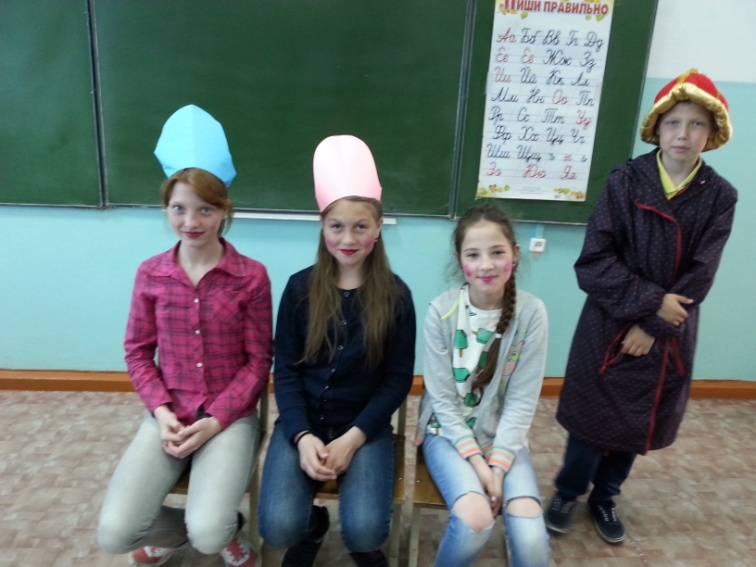 ПИШИ ПРАВИЛЬНО
Аа Бб Вв Гг Дд
Ее Ёё Жж Зз
Ии Йй Кк Лл
Мм Нн Оо Пп
Рр Сс Тт Уу
Фф Хх Цц Чч
Шш Щщ ъ ы ь
Ээ Юю Яя